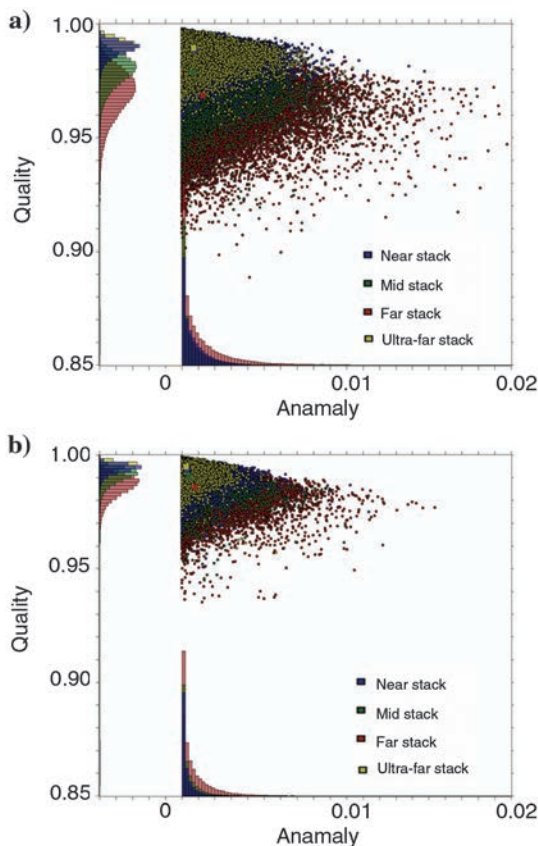 a)
1.00
0.95
0.90
0.85
Quality
Near stack
Mid stack
Far stack
Ultra-far stack
0 0.01 0.02
Anamaly
b)
1.00
0.95
0.90
0.85
Quality
Near stack
Mid stack
Far stack
Ultra-far stack
0 0.01 0.02
Anamaly